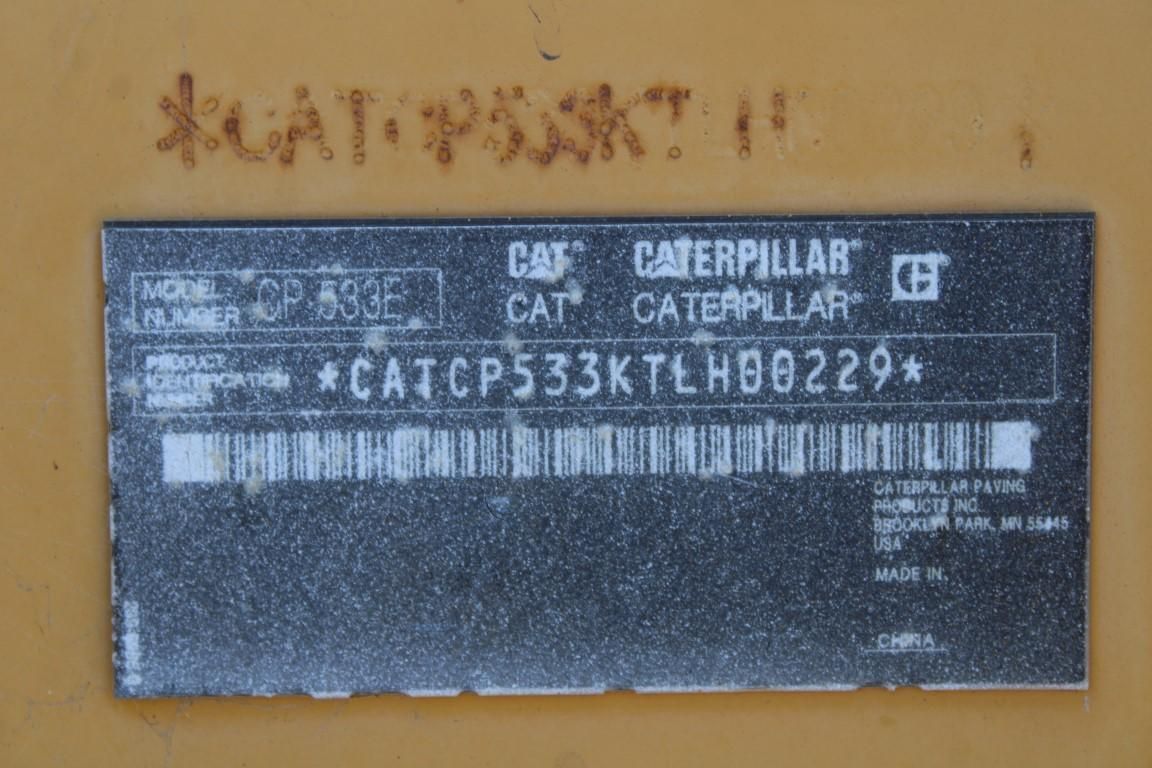 *CATCP533KTLH
CAT® CATERPILLAR®
CAT® CATERPILLAR®
MODEL
NUMBER CP 533E
PRODUCT
IDENTIFICATION
NUMBER *CATCP533KTLH00229*
CATERPILLAR PAVING
PRODUCTS INC.
BROOKLYN PARK, MN 55445
USA
MADE IN
CHINA